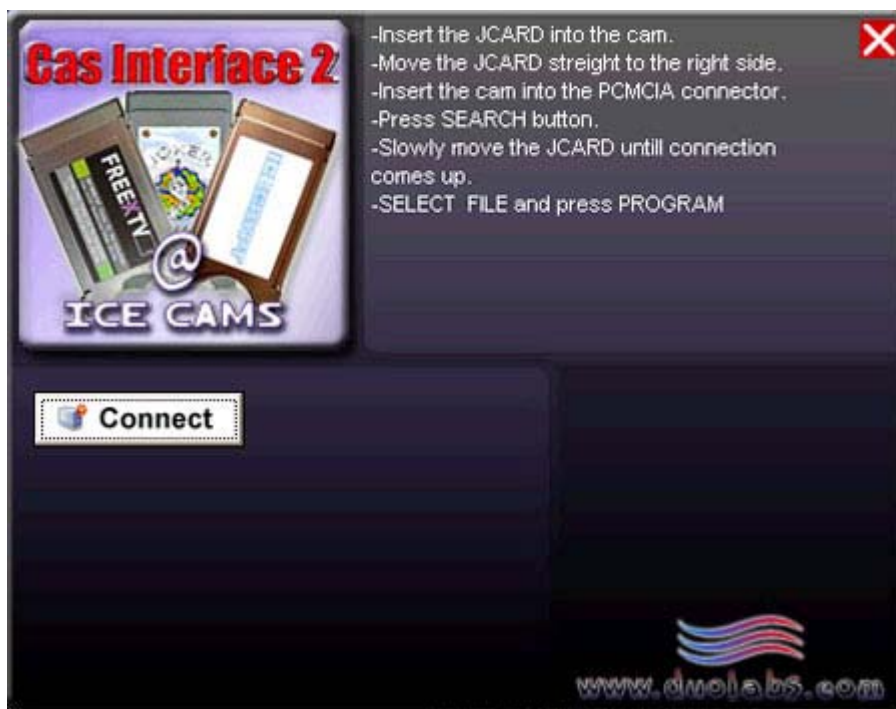 Cas Interface 2
FREEXTV
JOKER
@
ICE CAMS
-Insert the JCARD into the cam.
-Move the JCARD streight to the right side.
-Insert the cam into the PCMCIA connector.
-Press SEARCH button.
-Slowly move the JCARD untill connection
comes up.
-SELECT FILE and press PROGRAM
Connect
www.duolabs.com